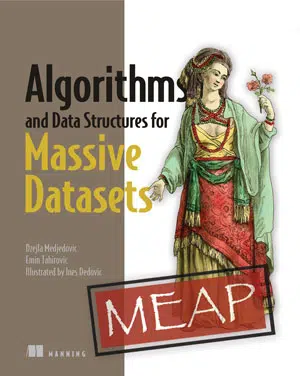 Algorithms
and Data Structures for
Massive
Datasets
Dzejla Medjedovic
Emin Tahirovic
Illustrated by Ines Dedovic
MEAP
MANNING